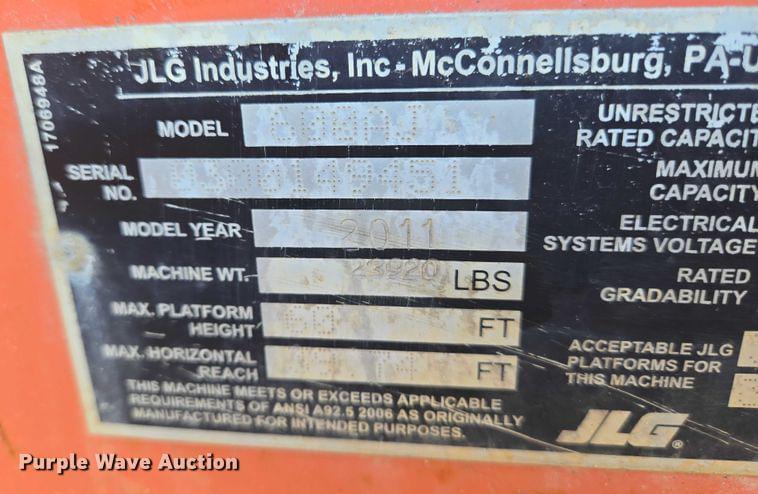 1706948A
JLG Industries, Inc - McConnellsburg, PA-U
MODEL 600AJ
SERIAL NO. 0300149451
MODEL YEAR 2011
MACHINE WT. LBS
MAX. PLATFORM HEIGHT 60 FT
MAX. HORIZONTAL REACH FT
THIS MACHINE MEETS OR EXCEEDS APPLICABLE
REQUIREMENTS OF ANSI A92.5 2006 AS ORIGINALLY
MANUFACTURED FOR INTENDED PURPOSES.
UNRESTRICTE
RATED CAPACIT
MAXIMUM
CAPACITY
ELECTRICAL
SYSTEMS VOLTAGE
RATED
GRADABILITY
ACCEPTABLE JLG
PLATFORMS FOR
THIS MACHINE
JLG®
Purple Wave Auction